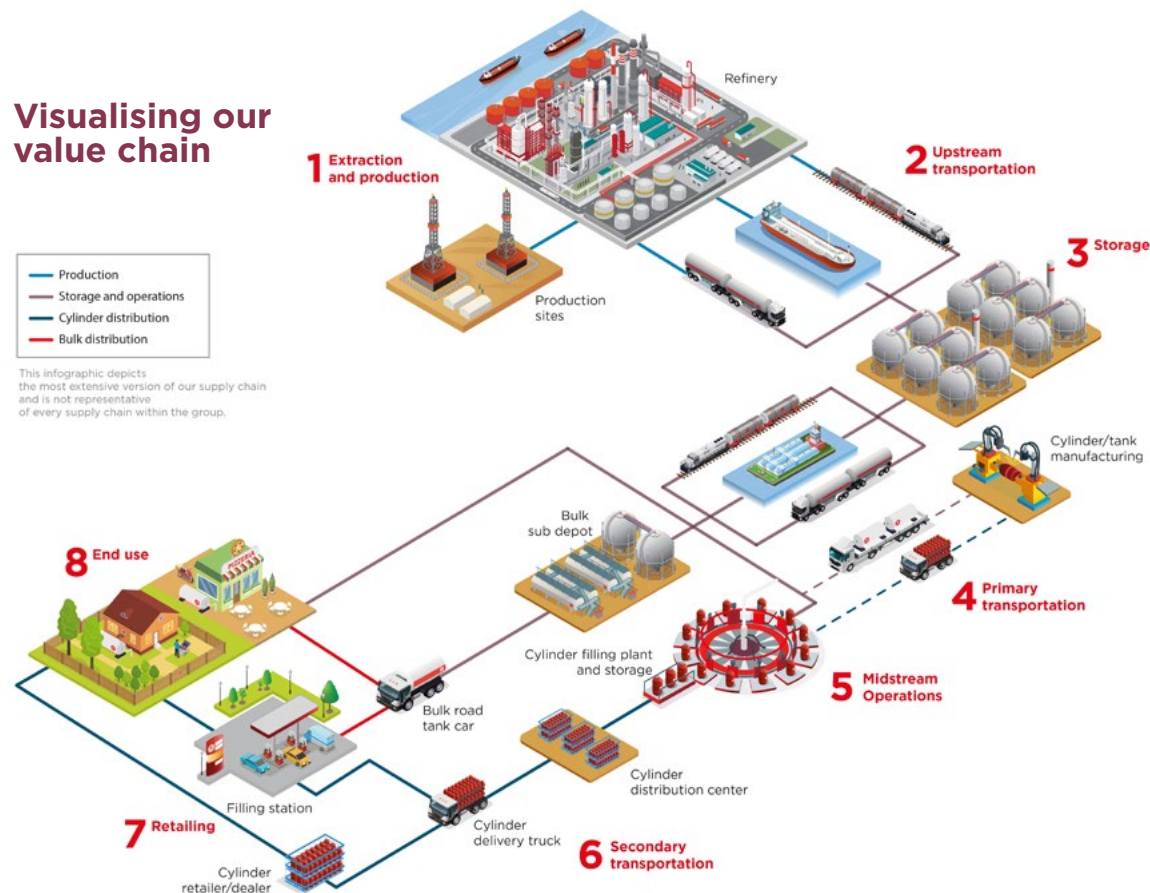 Visualising our
value chain
Production
Storage and operations
Cylinder distribution
Bulk distribution
This infographic depicts
the most extensive version of our supply chain
and is not representative
of every supply chain within the group.
1 Extraction
and production
Refinery
Production
sites
2 Upstream
transportation
3 Storage
Cylinder/tank
manufacturing
4 Primary
transportation
Bulk
sub depot
Cylinder filling plant
and storage
5 Midstream
Operations
8 End use
PIZZERIA
Bulk road
tank car
Filling station
Cylinder
distribution center
Cylinder
delivery truck
6 Secondary
transportation
7 Retailing
Cylinder
retailer/dealer